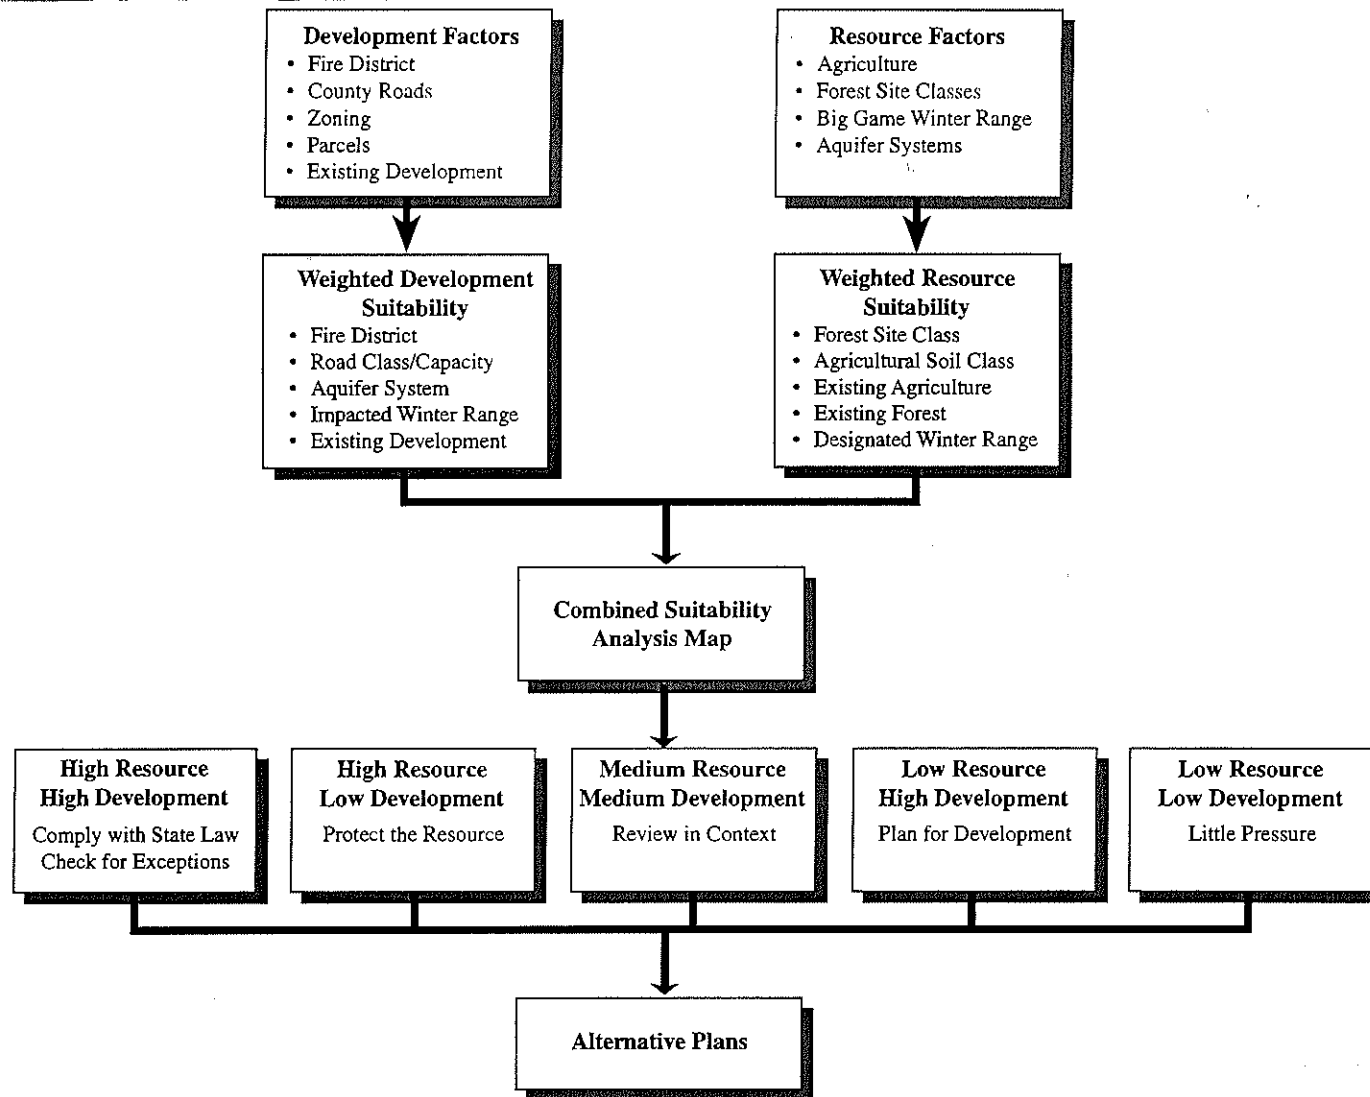 Development Factors
• Fire District
• County Roads
• Zoning
• Parcels
• Existing Development
Resource Factors
• Agriculture
• Forest Site Classes
• Big Game Winter Range
• Aquifer Systems
Weighted Development
Suitability
• Fire District
• Road Class/Capacity
• Aquifer System
• Impacted Winter Range
• Existing Development
Weighted Resource
Suitability
• Forest Site Class
• Agricultural Soil Class
• Existing Agriculture
• Existing Forest
• Designated Winter Range
Combined Suitability
Analysis Map
High Resource
High Development
Comply with State Law
Check for Exceptions
High Resource
Low Development
Protect the Resource
Medium Resource
Medium Development
Review in Context
Low Resource
High Development
Plan for Development
Low Resource
Low Development
Little Pressure
Alternative Plans